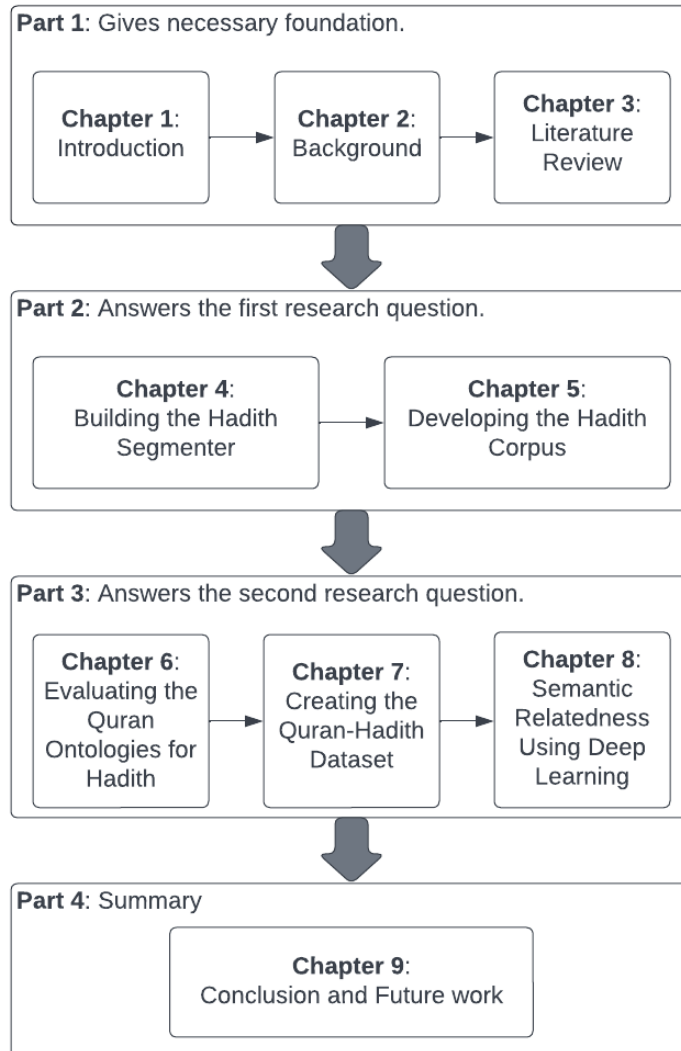 Part 1: Gives necessary foundation.
Chapter 1:
Introduction
Chapter 2:
Background
Chapter 3:
Literature
Review
Part 2: Answers the first research question.
Chapter 4:
Building the Hadith
Segmenter
Chapter 5:
Developing the Hadith
Corpus
Part 3: Answers the second research question.
Chapter 6:
Evaluating the
Quran
Ontologies for
Hadith
Chapter 7:
Creating the
Quran-Hadith
Dataset
Chapter 8:
Semantic
Relatedness
Using Deep
Learning
Part 4: Summary
Chapter 9:
Conclusion and Future work